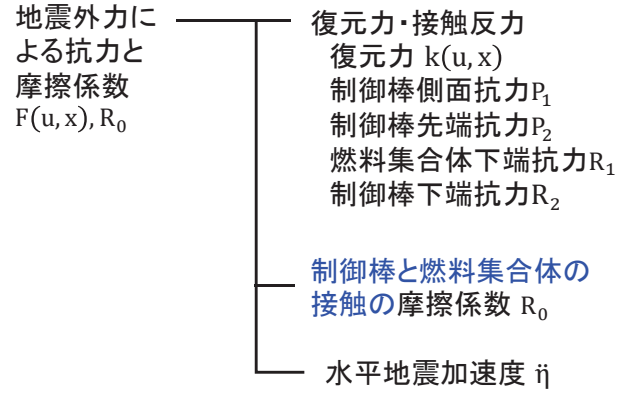 地震外力に
よる抗力と
摩擦係数
F(u,x),R₀
復元力・接触反力
復元力 k(u,x)
制御棒側面抗力P₁
制御棒先端抗力P₂
燃料集合体下端抗力R₁
制御棒下端抗力R₂
制御棒と燃料集合体の
接触の摩擦係数 R₀
水平地震加速度 η̈